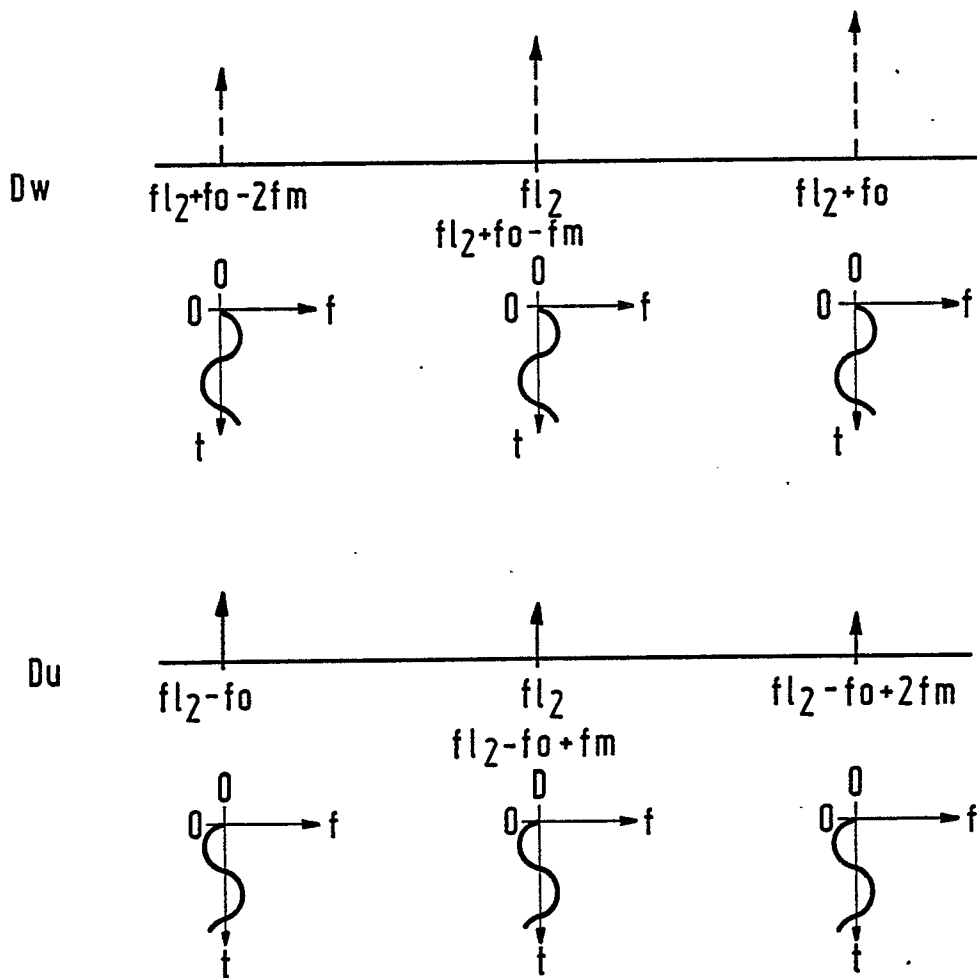 Dw
fl2+fo-2fm fl2 fl2+fo
fl2+fo-fm
0 0 0
0 f 0 f 0 f
t t t
Du
fl2-fo fl2 fl2-fo+2fm
fl2-fo+fm
0 D 0
0 f 0 f 0 f
t t t